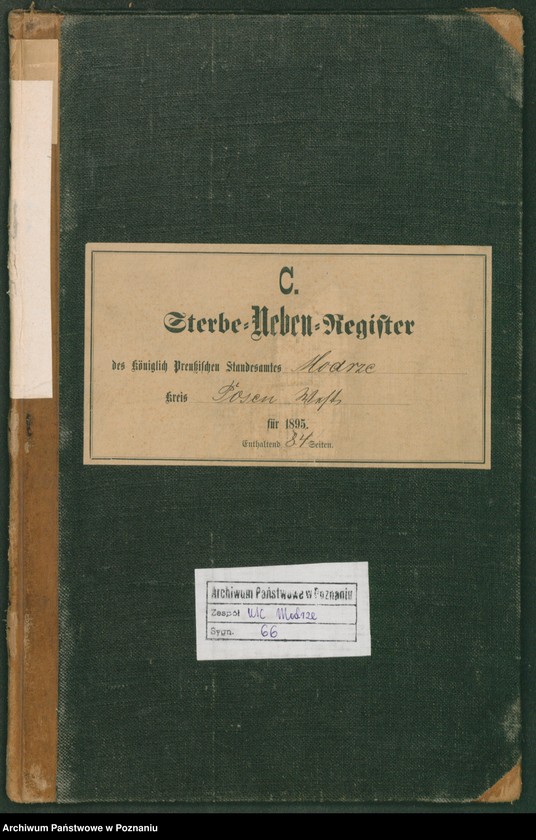 C.
Sterbe-Neben-Register
des Königlich Preußischen Standesamtes Modrze
Kreis Posen West
für 1895.
Enthaltend 84 Seiten.
Archiwum Państwowe w Poznaniu
Zespół USC Modrze
Sygn. 66
Archiwum Państwowe w Poznaniu